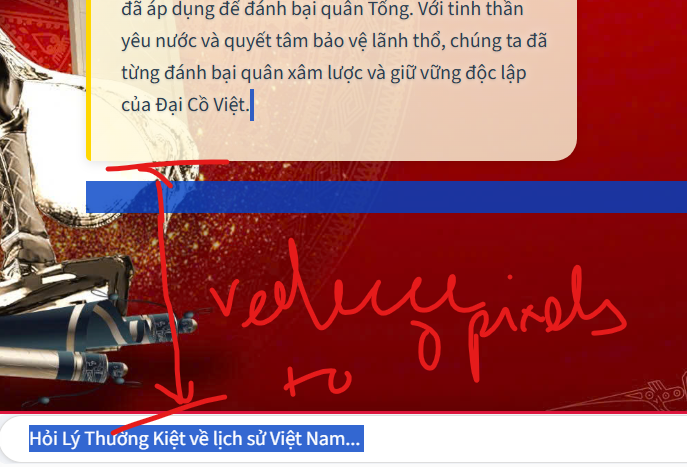 đã áp dụng để đánh bại quân Tống. Với tinh thần
yêu nước và quyết tâm bảo vệ lãnh thổ, chúng ta đã
từng đánh bại quân xâm lược và giữ vững độc lập
của Đại Cồ Việt.
reduce
to 0 pixels
Hỏi Lý Thường Kiệt về lịch sử Việt Nam...